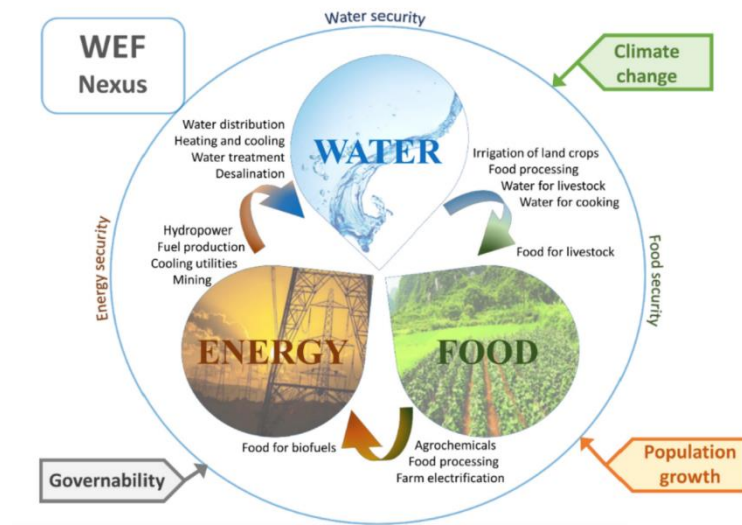 Water security
WEF
Nexus
Climate
change
Water distribution
Heating and cooling
Water treatment
Desalination
WATER
Irrigation of land crops
Food processing
Water for livestock
Water for cooking
Hydropower
Fuel production
Cooling utilities
Mining
Food for livestock
Energy security
Food security
ENERGY
FOOD
Food for biofuels
Agrochemicals
Food processing
Farm electrification
Governability
Population
growth